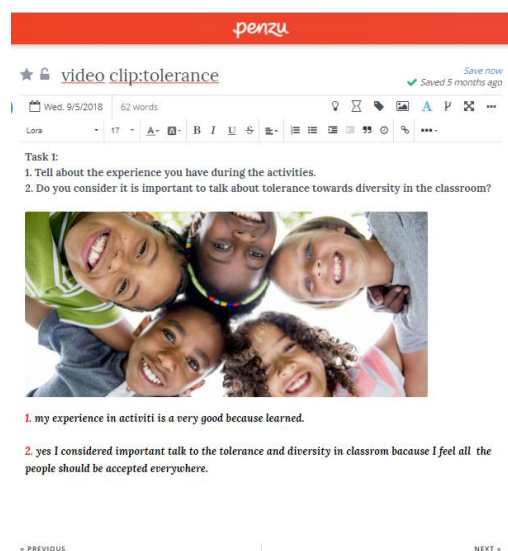 penzu
video clip:tolerance
Save now
Saved 5 months ago
Wed. 9/5/2018 62 words
A
Lora 17 A B I U S
Task 1:
1. Tell about the experience you have during the activities.
2. Do you consider it is important to talk about tolerance towards diversity in the classroom?
1. my experience in activiti is a very good because learned.
2. yes I considered important talk to the tolerance and diversity in classrom bacause I feel all the
people should be accepted everywhere.
« PREVIOUS
NEXT »